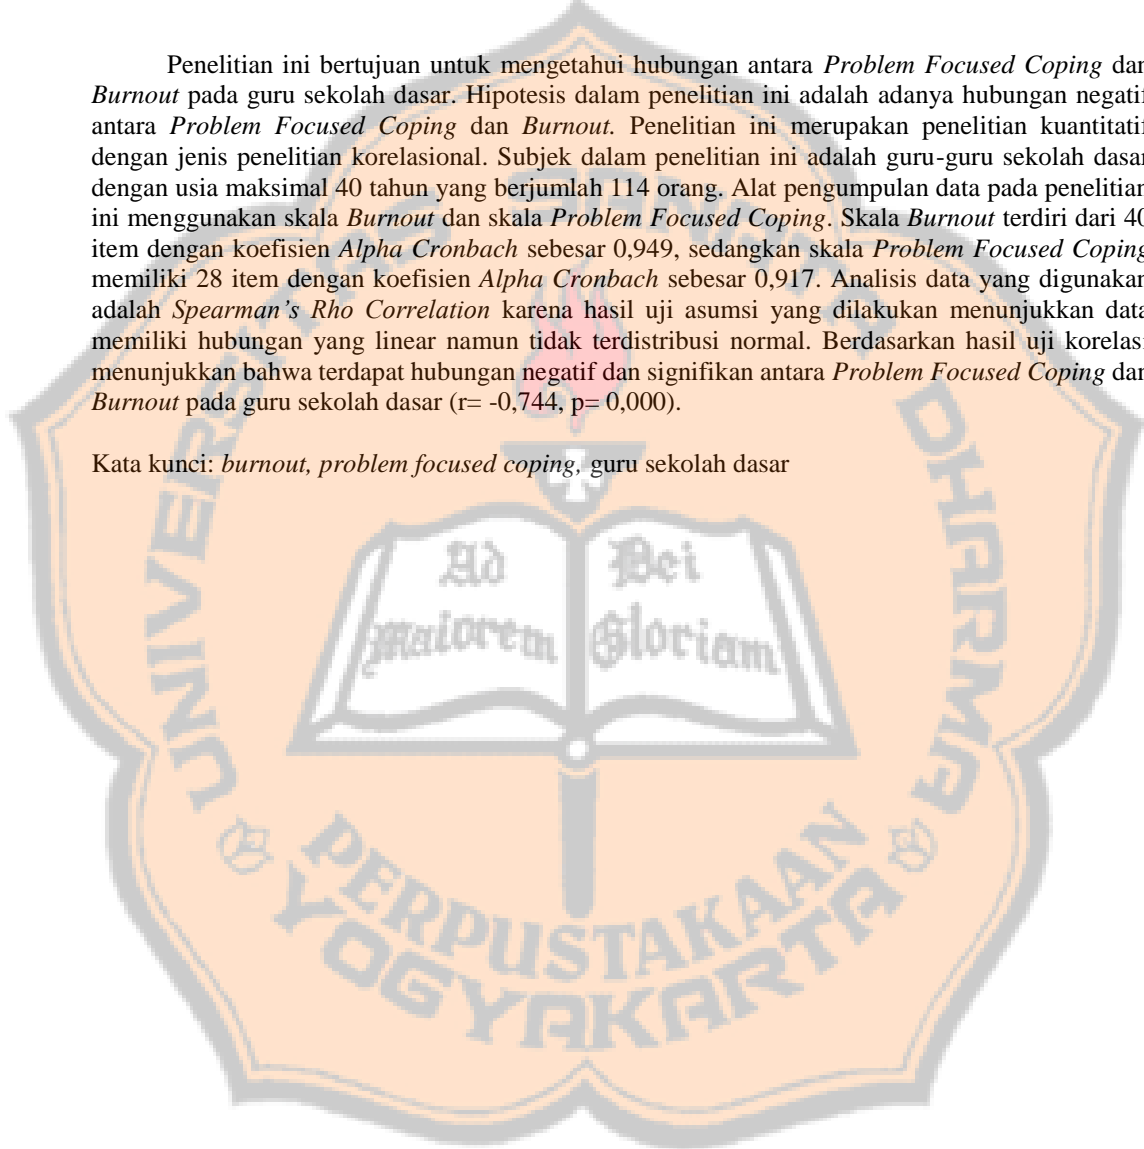 Penelitian ini bertujuan untuk mengetahui hubungan antara Problem Focused Coping dan
Burnout pada guru sekolah dasar. Hipotesis dalam penelitian ini adalah adanya hubungan negatif
antara Problem Focused Coping dan Burnout. Penelitian ini merupakan penelitian kuantitatif
dengan jenis penelitian korelasional. Subjek dalam penelitian ini adalah guru-guru sekolah dasar
dengan usia maksimal 40 tahun yang berjumlah 114 orang. Alat pengumpulan data pada penelitian
ini menggunakan skala Burnout dan skala Problem Focused Coping. Skala Burnout terdiri dari 40
item dengan koefisien Alpha Cronbach sebesar 0,949, sedangkan skala Problem Focused Coping
memiliki 28 item dengan koefisien Alpha Cronbach sebesar 0,917. Analisis data yang digunakan
adalah Spearman's Rho Correlation karena hasil uji asumsi yang dilakukan menunjukkan data
memiliki hubungan yang linear namun tidak terdistribusi normal. Berdasarkan hasil uji korelasi
menunjukkan bahwa terdapat hubungan negatif dan signifikan antara Problem Focused Coping dan
Burnout pada guru sekolah dasar (r= -0,744, p= 0,000).
Kata kunci: burnout, problem focused coping, guru sekolah dasar
UNIVERSITAS SANATA DHARMA
Ad Dei
Maiorem Gloriam
PERPUSTAKAAN
YOGYAKARTA